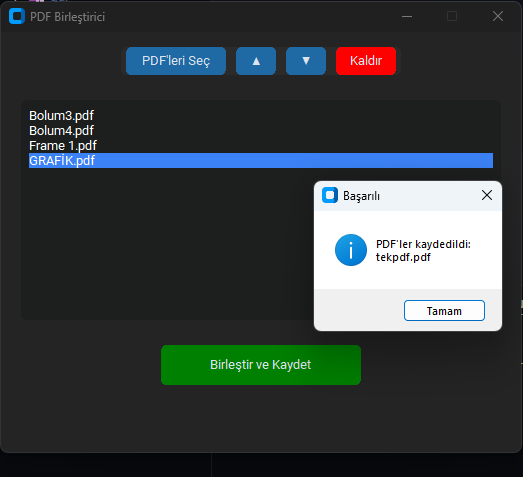 PDF Birleştirici
PDF'leri Seç ▲ ▼ Kaldır
Bolum3.pdf
Bolum4.pdf
Frame 1.pdf
GRAFİK.pdf
Başarılı
PDF'ler kaydedildi:
tekpdf.pdf
Tamam
Birleştir ve Kaydet